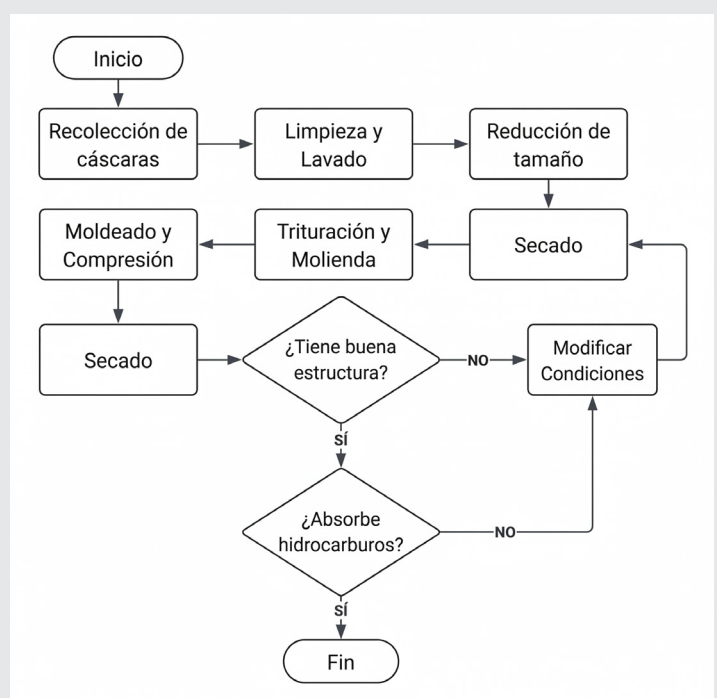 Inicio
Recolección de
cáscaras
Limpieza y
Lavado
Reducción de
tamaño
Secado
Trituración y
Molienda
Moldeado y
Compresión
Secado
¿Tiene buena
estructura?
NO
Modificar
Condiciones
SÍ
¿Absorbe
hidrocarburos?
NO
SÍ
Fin